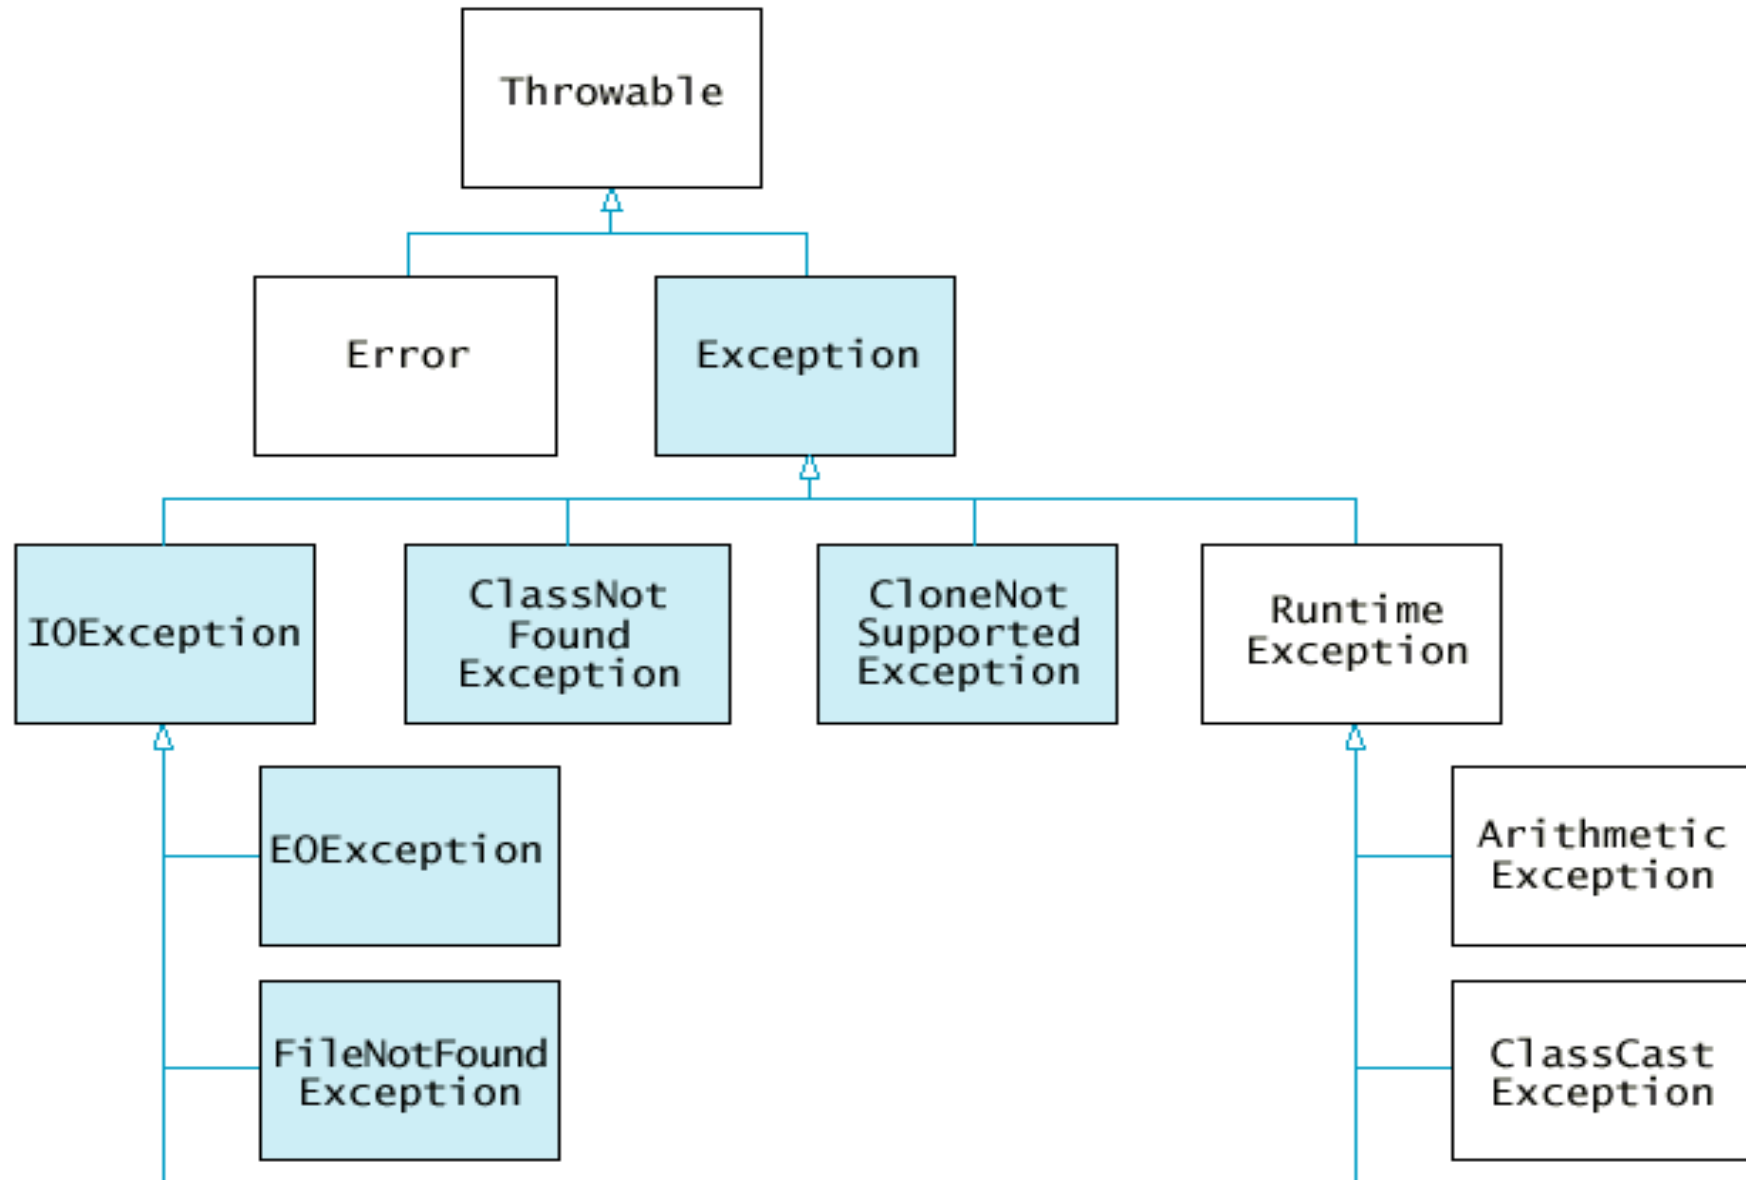 Throwable
Error
Exception
IOException
ClassNot
Found
Exception
CloneNot
Supported
Exception
Runtime
Exception
EOException
Arithmetic
Exception
FileNotFound
Exception
ClassCast
Exception